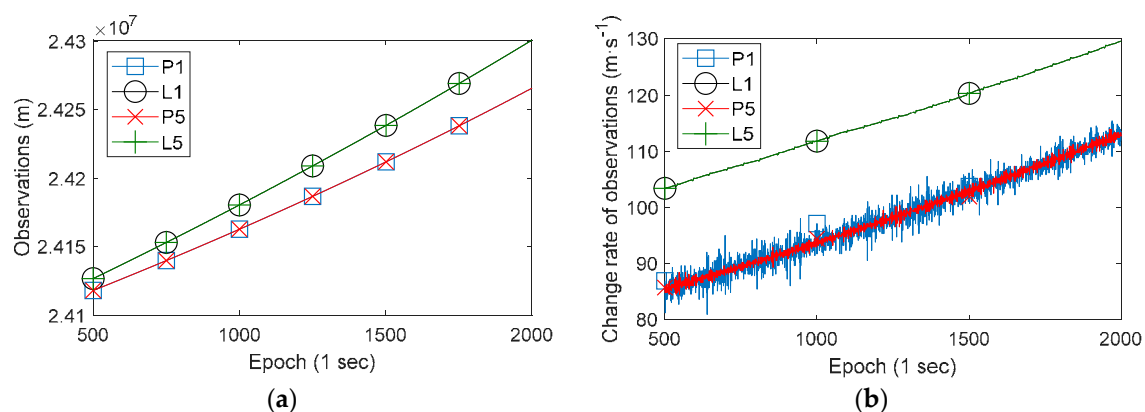 × 10⁷
2.43
2.425
2.42
2.415
2.41
Observations (m)
P1
L1
P5
L5
500 1000 1500 2000
Epoch (1 sec)
(a)
130
120
110
100
90
80
Change rate of observations (m·s⁻¹)
P1
L1
P5
L5
500 1000 1500 2000
Epoch (1 sec)
(b)